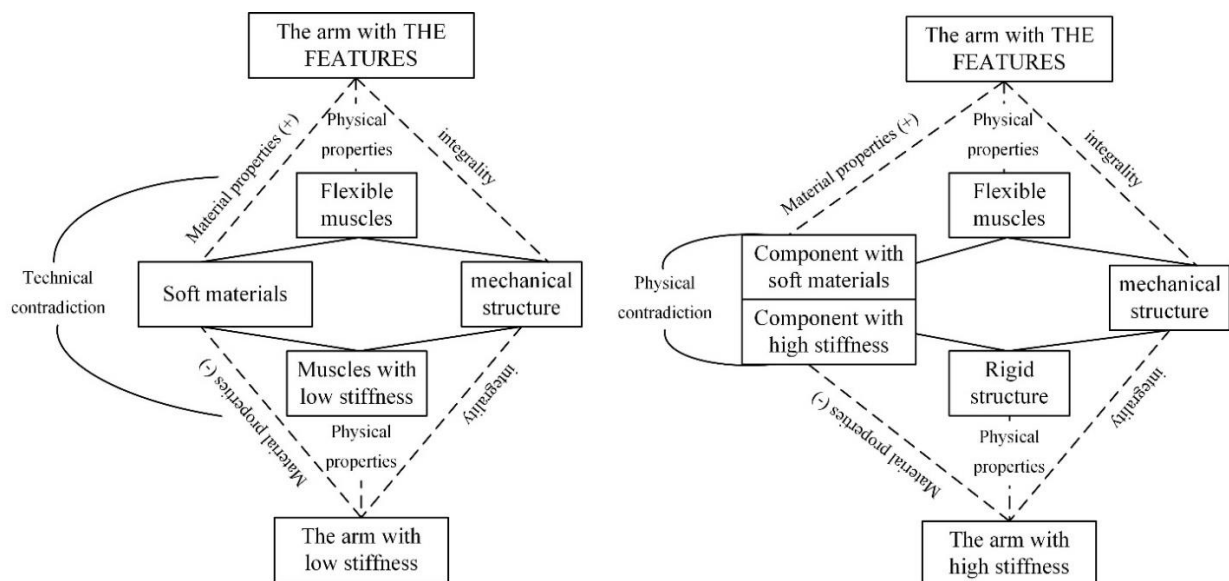 The arm with THE
FEATURES
Material properties (+)
Physical
properties
integrality
Flexible
muscles
Technical
contradiction
Soft materials
mechanical
structure
Muscles with
low stiffness
Material properties (-)
Physical
properties
integrality
The arm with
low stiffness
The arm with THE
FEATURES
Material properties (+)
Physical
properties
integrality
Flexible
muscles
Physical
contradiction
Component with
soft materials
Component with
high stiffness
mechanical
structure
Rigid
structure
Material properties (-)
Physical
properties
integrality
The arm with
high stiffness